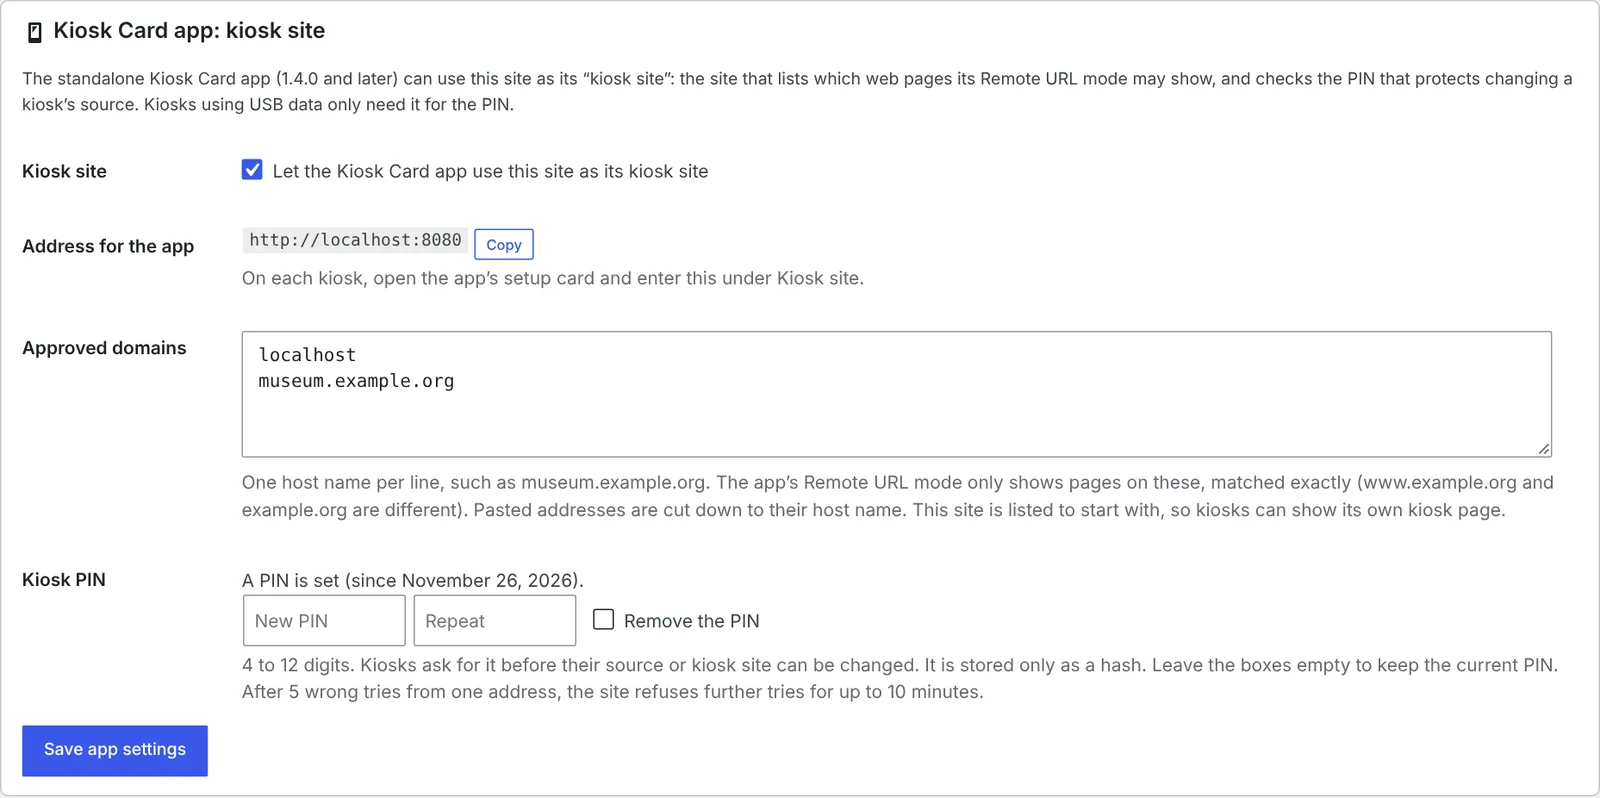 Kiosk Card app: kiosk site
The standalone Kiosk Card app (1.4.0 and later) can use this site as its “kiosk site”: the site that lists which web pages its Remote URL mode may show, and checks the PIN that protects changing a
kiosk’s source. Kiosks using USB data only need it for the PIN.
Kiosk site
Let the Kiosk Card app use this site as its kiosk site
Address for the app
http://localhost:8080
Copy
On each kiosk, open the app’s setup card and enter this under Kiosk site.
Approved domains
localhost
museum.example.org
One host name per line, such as museum.example.org. The app’s Remote URL mode only shows pages on these, matched exactly (www.example.org and
example.org are different). Pasted addresses are cut down to their host name. This site is listed to start with, so kiosks can show its own kiosk page.
Kiosk PIN
A PIN is set (since November 26, 2026).
New PIN
Repeat
Remove the PIN
4 to 12 digits. Kiosks ask for it before their source or kiosk site can be changed. It is stored only as a hash. Leave the boxes empty to keep the current PIN.
After 5 wrong tries from one address, the site refuses further tries for up to 10 minutes.
Save app settings